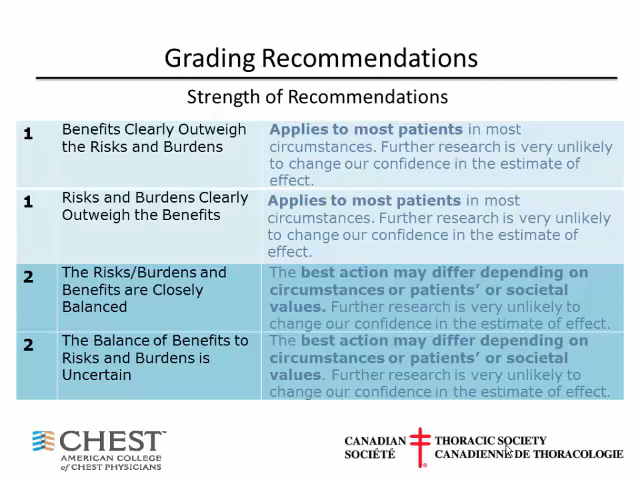 Grading Recommendations
Strength of Recommendations
1
Benefits Clearly Outweigh
the Risks and Burdens
Applies to most patients in most
circumstances. Further research is very unlikely
to change our confidence in the estimate of
effect.
1
Risks and Burdens Clearly
Outweigh the Benefits
Applies to most patients in most
circumstances. Further research is very unlikely
to change our confidence in the estimate of
effect.
2
The Risks/Burdens and
Benefits are Closely
Balanced
The best action may differ depending on
circumstances or patients’ or societal
values. Further research is very unlikely to
change our confidence in the estimate of effect.
2
The Balance of Benefits to
Risks and Burdens is
Uncertain
The best action may differ depending on
circumstances or patients’ or societal
values. Further research is very unlikely to
change our confidence in the estimate of effect.
CHEST™
AMERICAN COLLEGE
of CHEST PHYSICIANS
CANADIAN THORACIC SOCIETY
SOCIÉTÉ CANADIENNE DE THORACOLOGIE